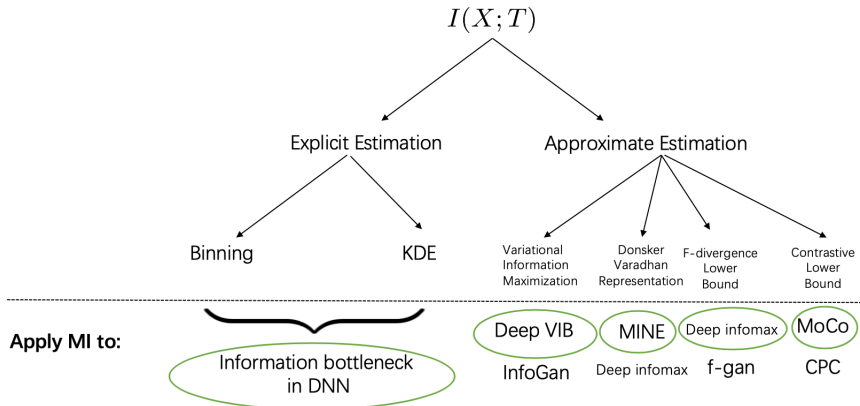 I(X;T)
Explicit Estimation
Approximate Estimation
Binning
KDE
Variational
Information
Maximization
Donsker
Varadhan
Representation
F-divergence
Lower
Bound
Contrastive
Lower
Bound
Apply MI to:
Information bottleneck
in DNN
Deep VIB
MINE
Deep infomax
MoCo
InfoGan
Deep infomax
f-gan
CPC